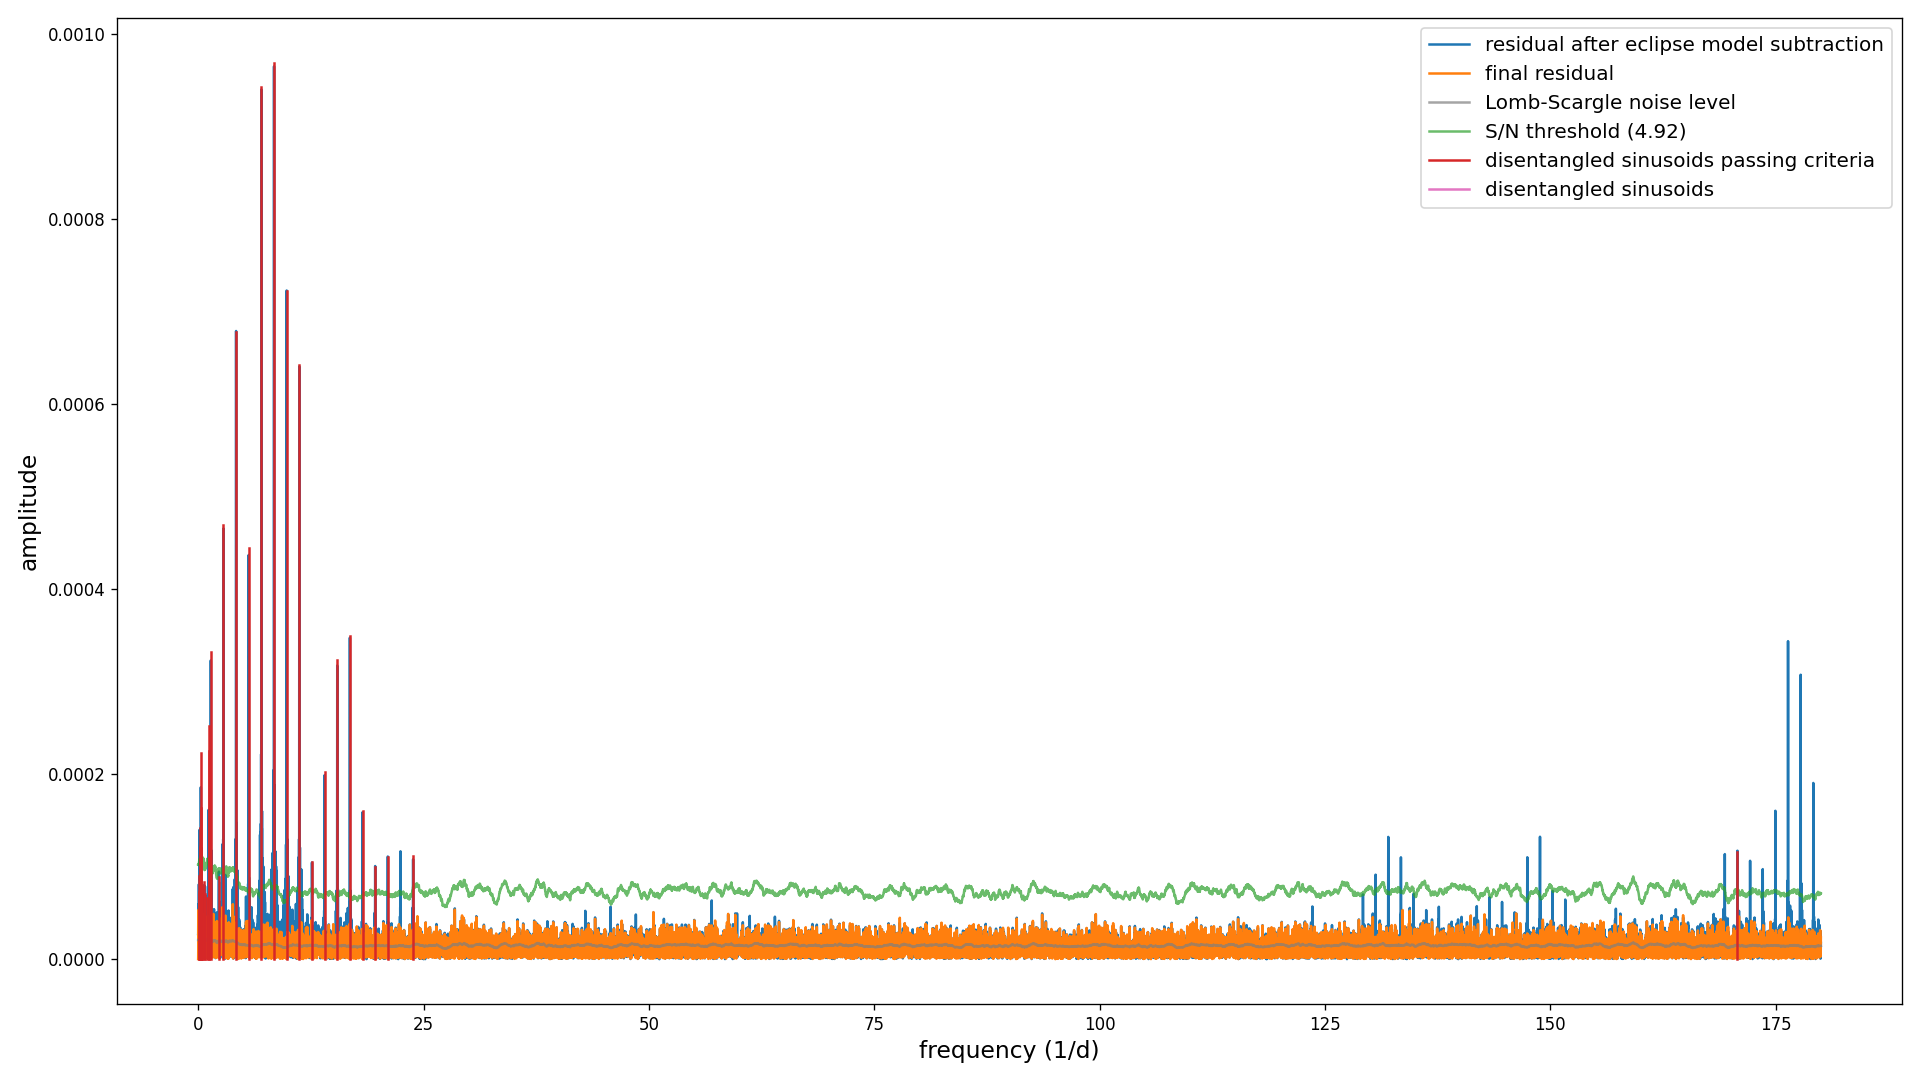 0.0010
0.0008
0.0006
0.0004
0.0002
0.0000
amplitude
0 25 50 75 100 125 150 175
frequency (1/d)
residual after eclipse model subtraction
final residual
Lomb-Scargle noise level
S/N threshold (4.92)
disentangled sinusoids passing criteria
disentangled sinusoids